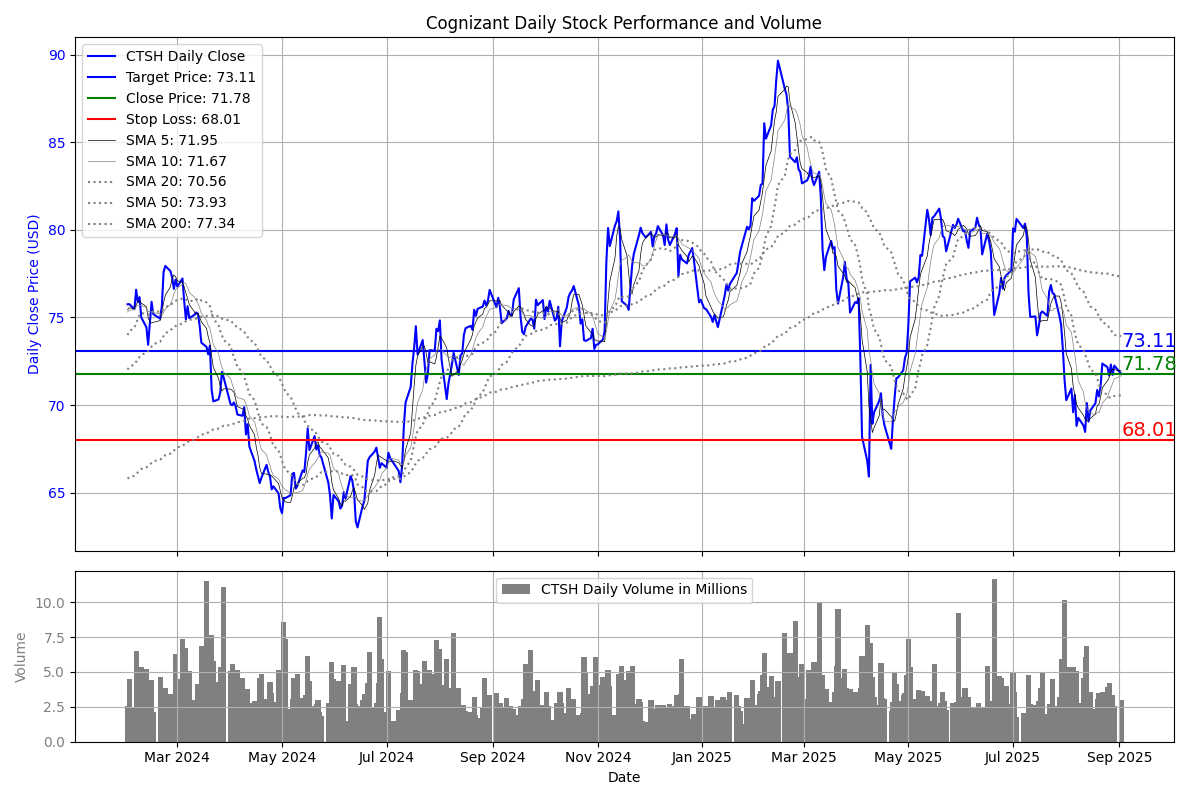 Cognizant Daily Stock Performance and Volume
CTSH Daily Close
Target Price: 73.11
Close Price: 71.78
Stop Loss: 68.01
SMA 5: 71.95
SMA 10: 71.67
SMA 20: 70.56
SMA 50: 73.93
SMA 200: 77.34
Daily Close Price (USD)
90
85
80
75
70
65
73.11
71.78
68.01
CTSH Daily Volume in Millions
Volume
10.0
7.5
5.0
2.5
0.0
Mar 2024 May 2024 Jul 2024 Sep 2024 Nov 2024 Jan 2025 Mar 2025 May 2025 Jul 2025 Sep 2025
Date